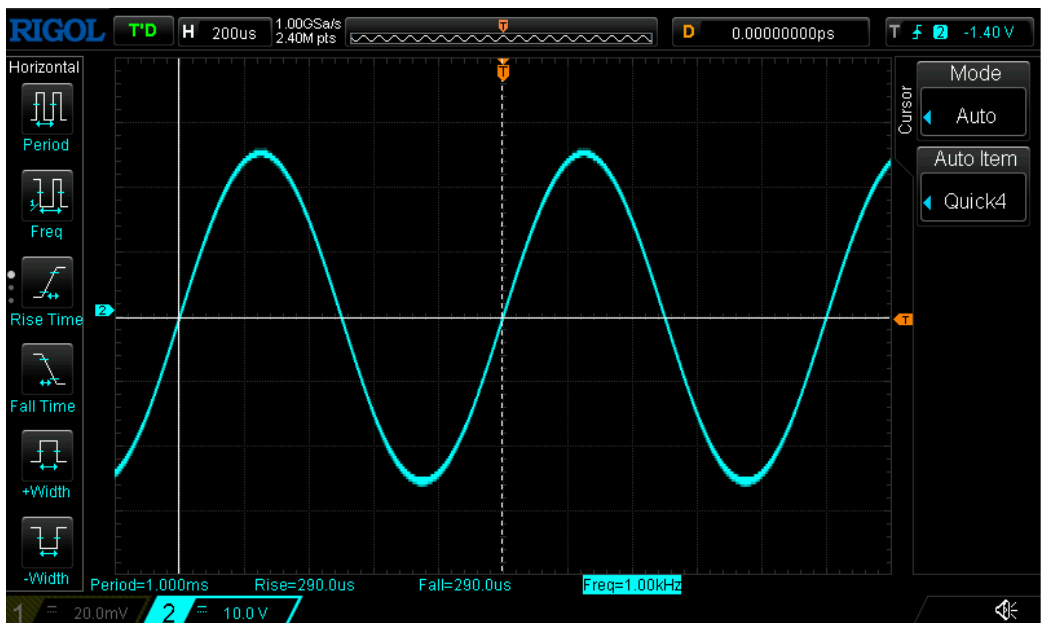 RIGOL T'D H 200us 1.00GSa/s 2.40M pts T D 0.00000000ps T 2 -1.40 V
Horizontal
Period
1/
Freq
Rise Time
Fall Time
+Width
-Width
T
2
T
Period=1.000ms Rise=290.0us Fall=290.0us Freq=1.00kHz
1 20.0mV 2 10.0 V
Cursor
Mode
Auto
Auto Item
Quick4